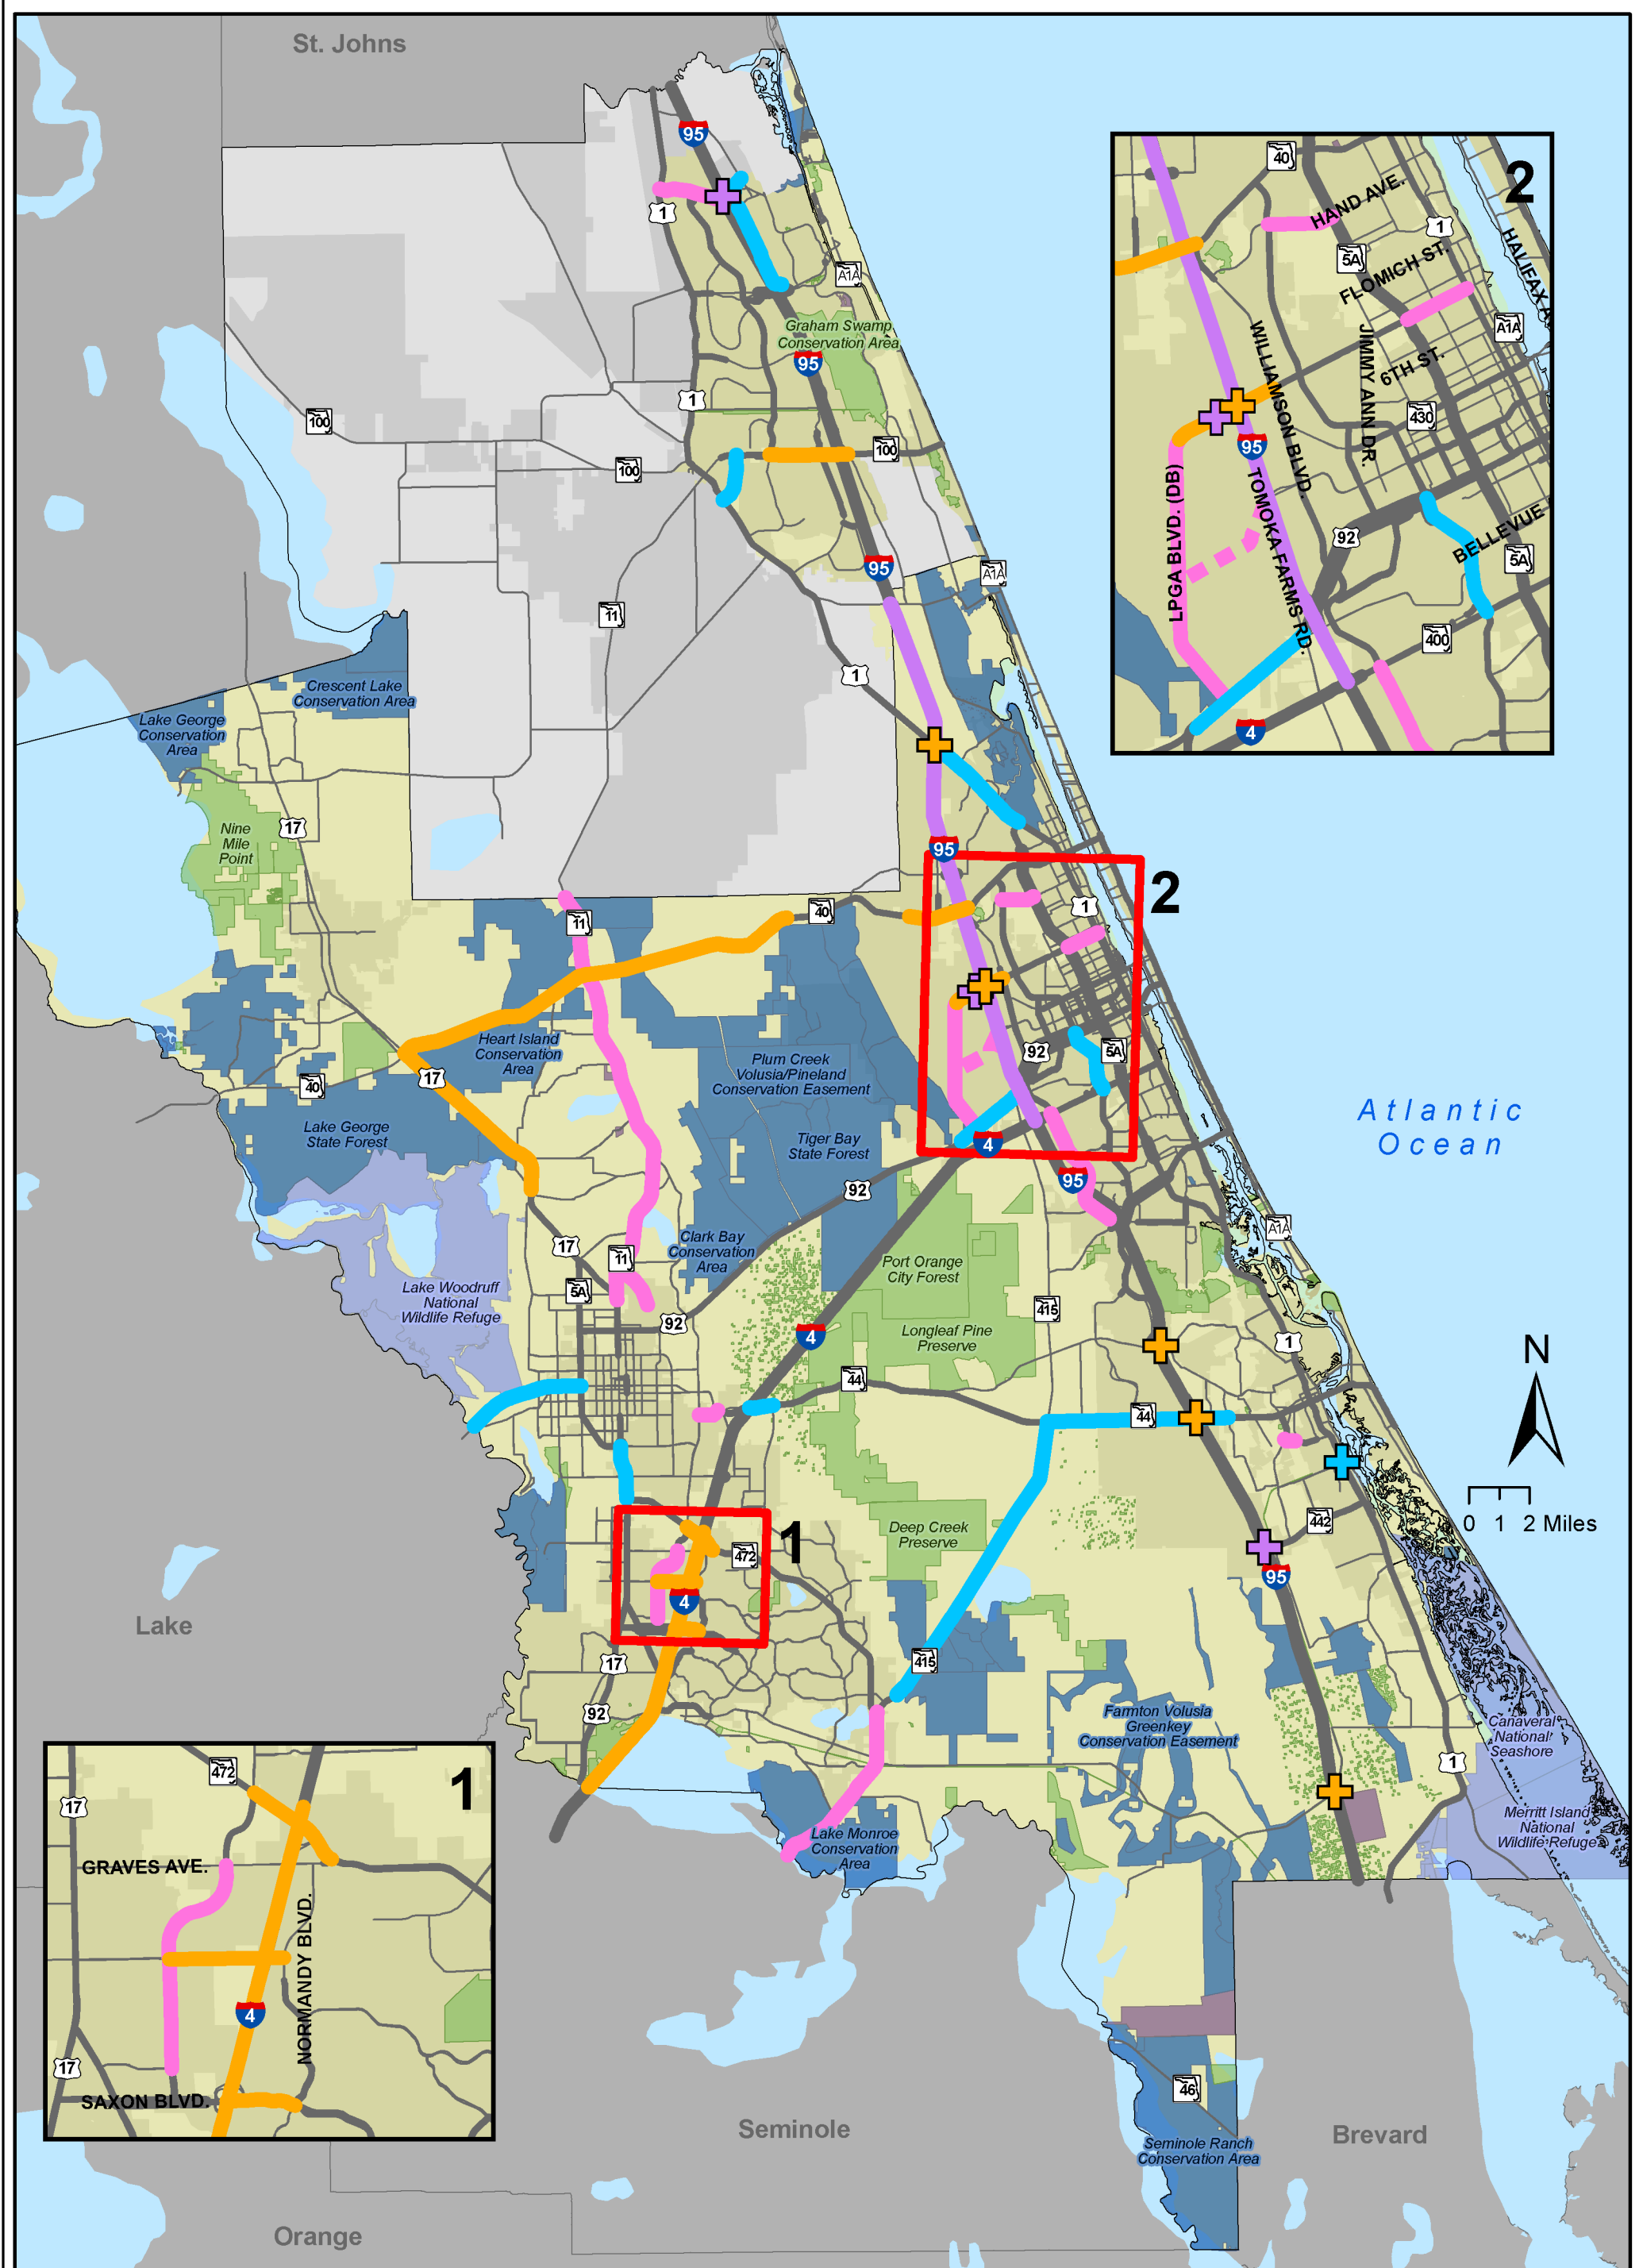 St. Johns
95
1
A1A
Graham Swamp
Conservation Area
95
1
100
100
100
95
A1A
11
1
Crescent Lake
Conservation Area
Lake George
Conservation
Area
Nine
Mile
Point
17
95
2
1
11
40
Heart Island
Conservation
Area
Plum Creek
Volusia/Pineland
Conservation Easement
92
5A
17
40
Lake George
State Forest
Tiger Bay
State Forest
4
92
95
Atlantic
Ocean
17
11
Clark Bay
Conservation
Area
5A
Lake Woodruff
National
Wildlife Refuge
92
Port Orange
City Forest
A1A
415
Longleaf Pine
Preserve
4
1
44
44
N
0 1 2 Miles
442
Deep Creek
Preserve
1
472
4
95
Lake
17
415
92
Farmton Volusia
Greenkey
Conservation Easement
Canaveral
National
Seashore
1
Merritt Island
National
Wildlife Refuge
Lake Monroe
Conservation
Area
46
Seminole Ranch
Conservation Area
Seminole
Brevard
Orange
2
40
HAND AVE.
1
5A
FLOMICH ST.
HALIFAX A
A1A
WILLIAMSON BLVD.
JIMMY ANN DR.
6TH ST.
430
95
LPGA BLVD. (DB)
TOMOKA FARMS RD.
92
BELLEVUE
5A
400
4
1
472
17
GRAVES AVE.
NORMANDY BLVD.
4
17
SAXON BLVD.